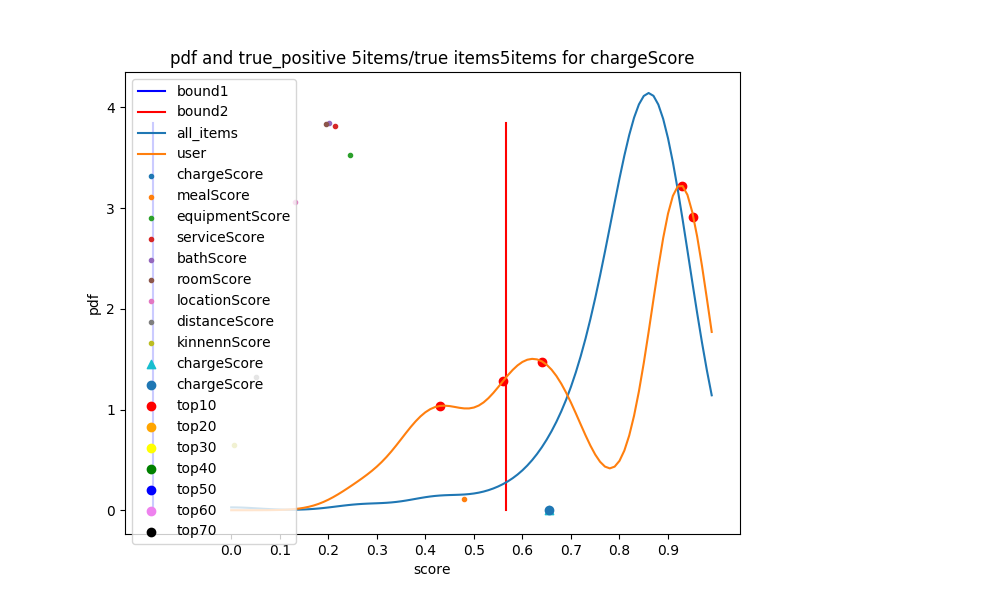 pdf and true_positive 5items/true items5items for chargeScore
bound1
bound2
all_items
user
chargeScore
mealScore
equipmentScore
serviceScore
bathScore
roomScore
locationScore
distanceScore
kinnennScore
chargeScore
chargeScore
top10
top20
top30
top40
top50
top60
top70
4
3
2
1
0
pdf
0.0 0.1 0.2 0.3 0.4 0.5 0.6 0.7 0.8 0.9
score